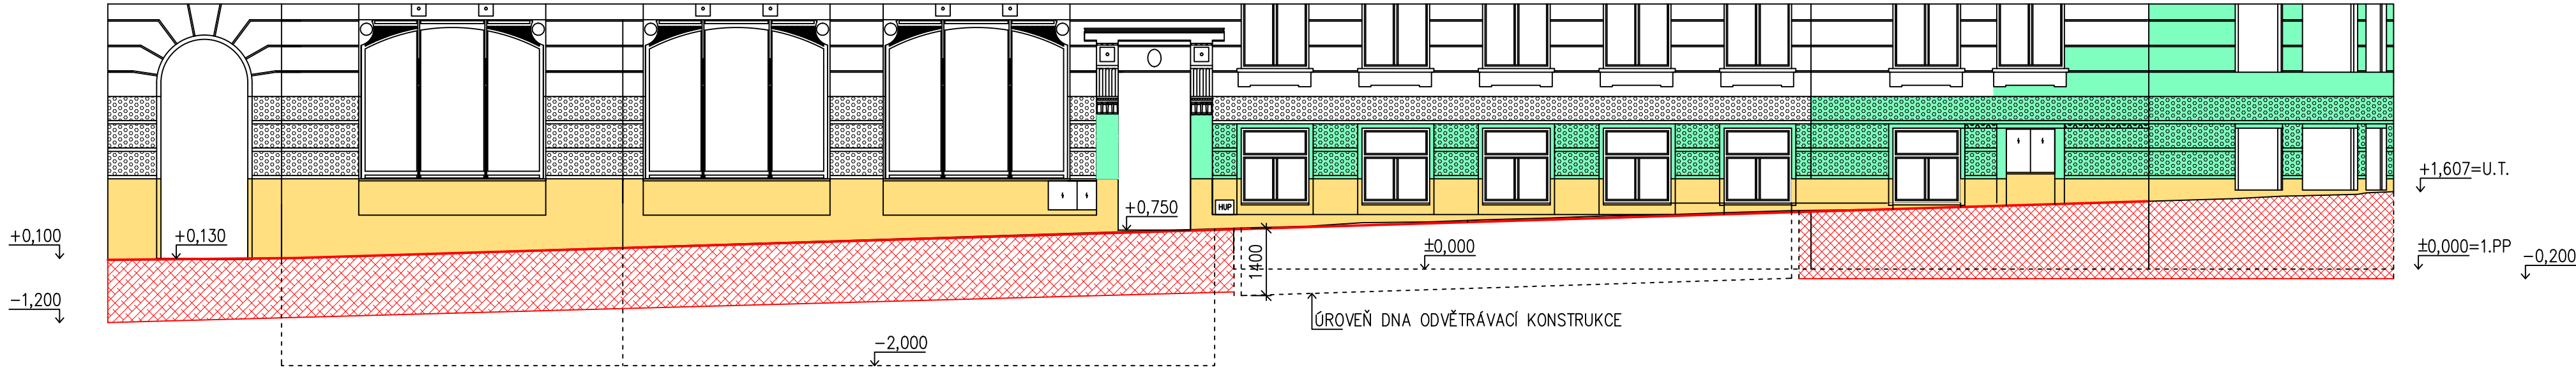 +1,607=U.T.
HUP
+0,750
+0,100
+0,130
±0,000
±0,000=1.PP
-0,200
1400
-1,200
ÚROVEŇ DNA ODVĚTRÁVACÍ KONSTRUKCE
-2,000